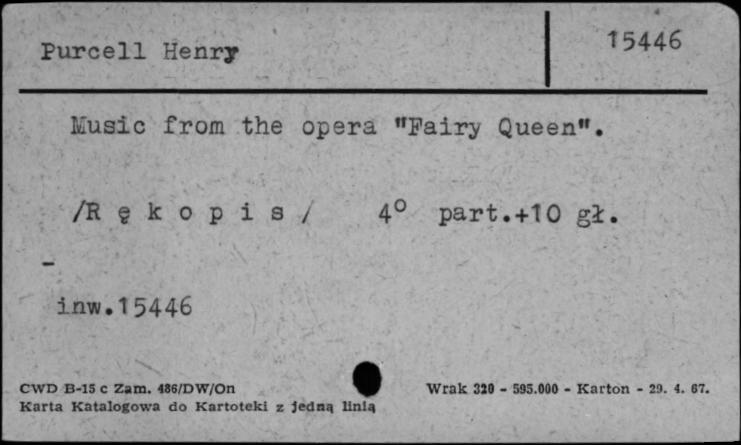 Purcell Henry 15446
Music from the opera "Fairy Queen".
/R ę k o p i s / 4° part.+10 gł.
-
inw.15446
CWD B-15 c Zam. 486/DW/On Wrak 320 - 595.000 - Karton - 29. 4. 67.
Karta Katalogowa do Kartoteki z jedną linią